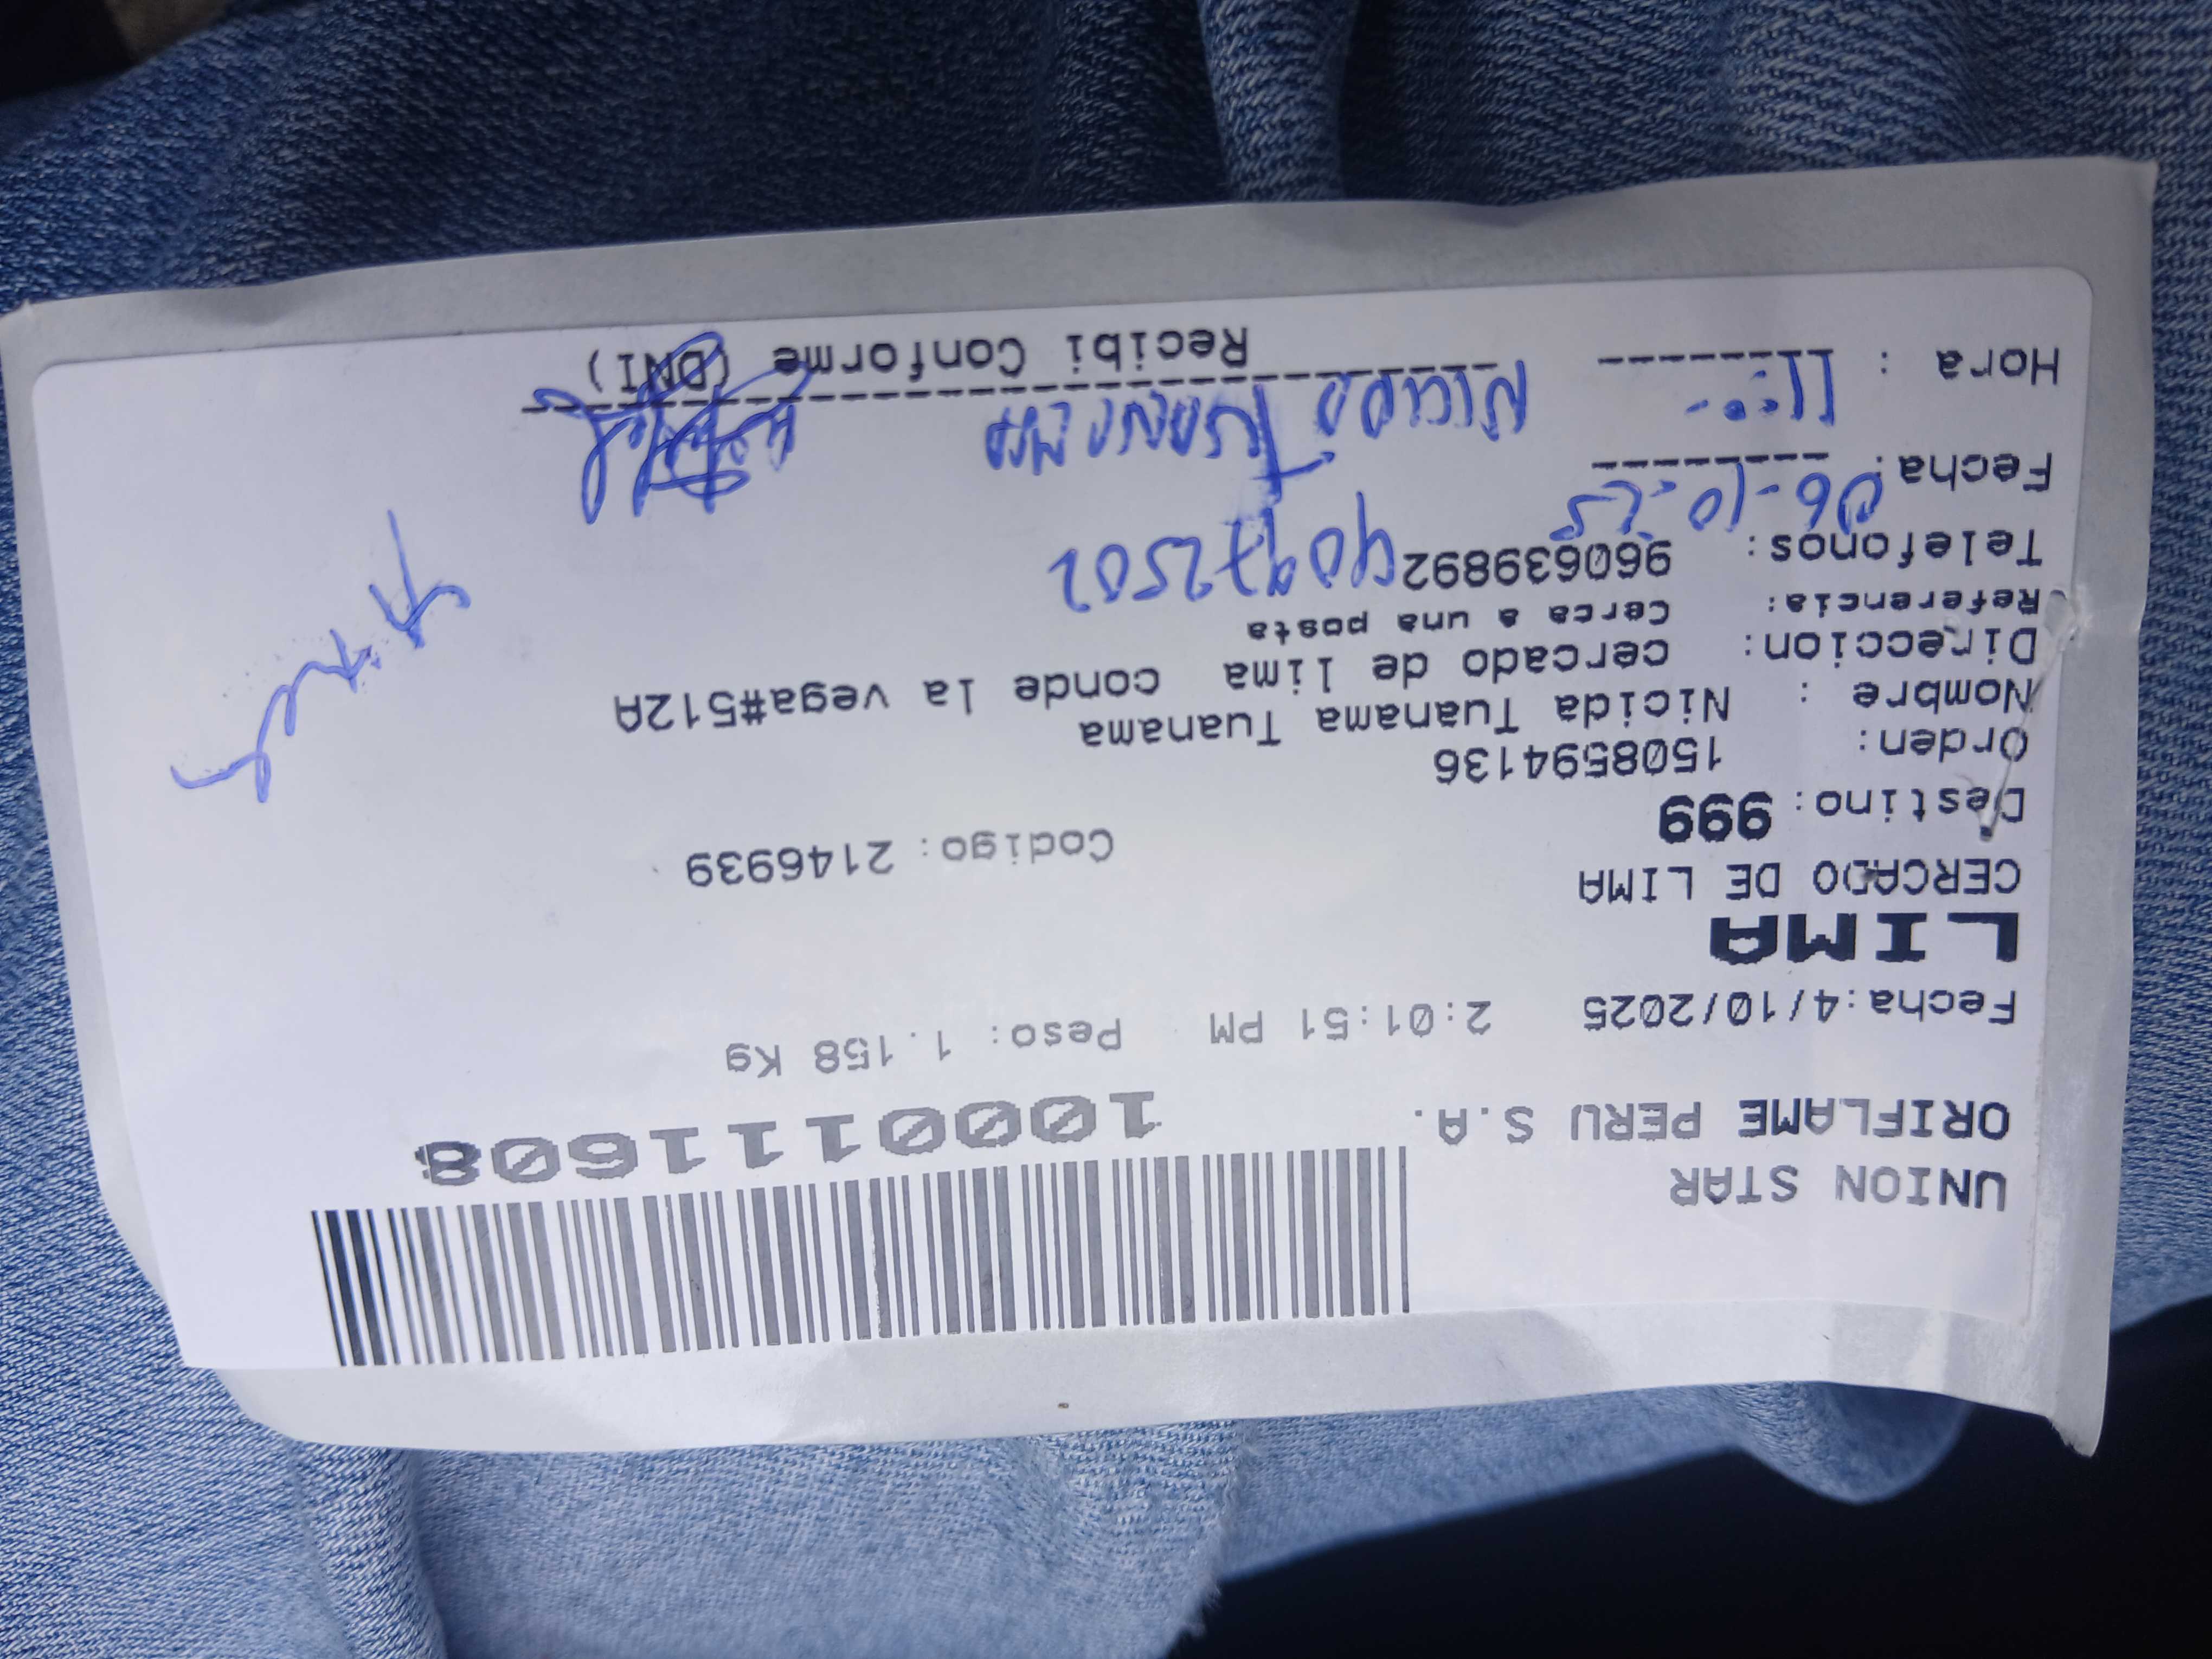 UNION STAR
ORIFLAME PERU S.A.
1000111608
Fecha:4/10/2025 2:01:51 PM Peso: 1.158 Kg
LIMA
CERCADO DE LIMA
Destino: 999 Codigo: 2146939
Orden: 1508594136
Nombre : Nicida Tuanama Tuanama
Direccion: cercado de lima conde la vega#512A
Referencia: Cerca a una posta
Telefonos: 960639892
Fecha: 06-10-25
Hora : 11:00
Recibi Conforme (DNI)